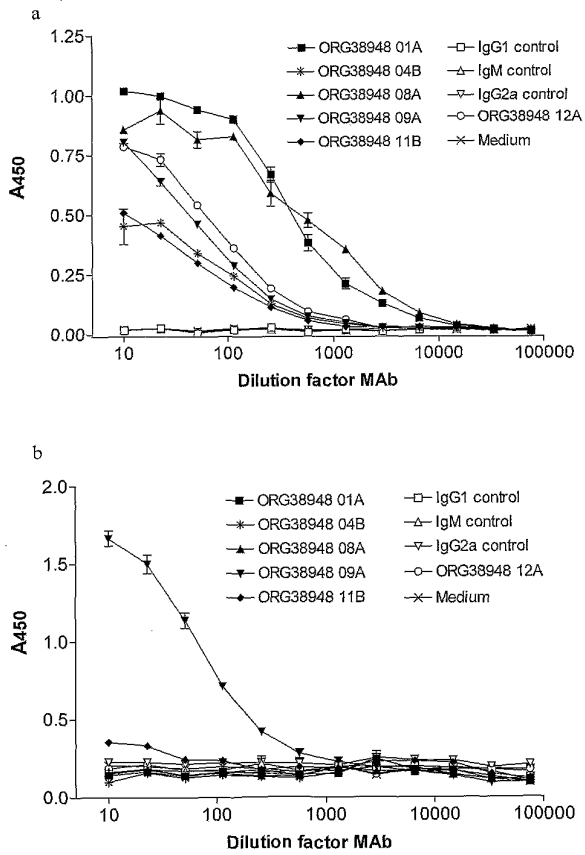 a
1.25
1.00
0.75
0.50
0.25
0.00
A450
ORG38948 01A
ORG38948 04B
ORG38948 08A
ORG38948 09A
ORG38948 11B
IgG1 control
IgM control
IgG2a control
ORG38948 12A
Medium
10
100
1000
10000
100000
Dilution factor MAb
b
2.0
1.5
1.0
0.5
0.0
A450
ORG38948 01A
ORG38948 04B
ORG38948 08A
ORG38948 09A
ORG38948 11B
IgG1 control
IgM control
IgG2a control
ORG38948 12A
Medium
10
100
1000
10000
100000
Dilution factor MAb